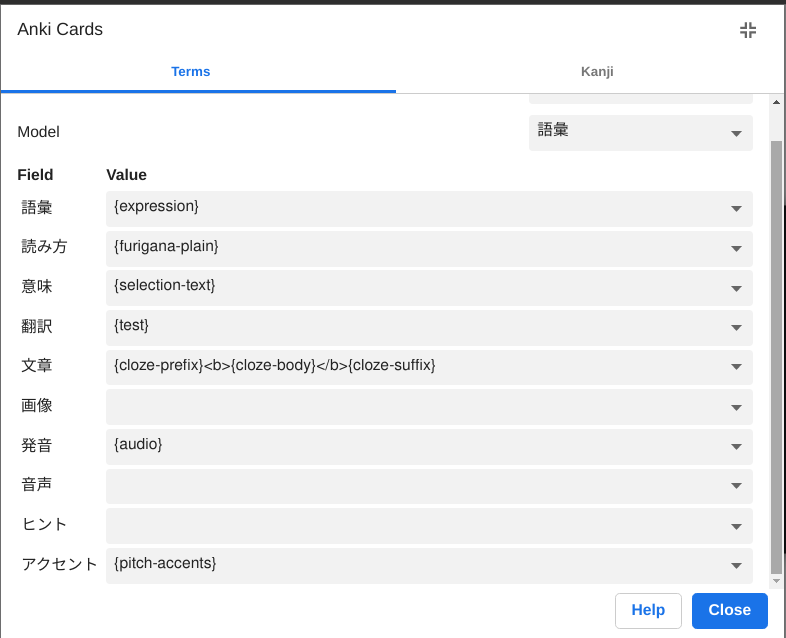 Anki Cards
Terms Kanji
Model 語彙
Field Value
語彙 {expression}
読み方 {furigana-plain}
意味 {selection-text}
翻訳 {test}
文章 {cloze-prefix}<b>{cloze-body}</b>{cloze-suffix}
画像
発音 {audio}
音声
ヒント
アクセント {pitch-accents}
Help Close